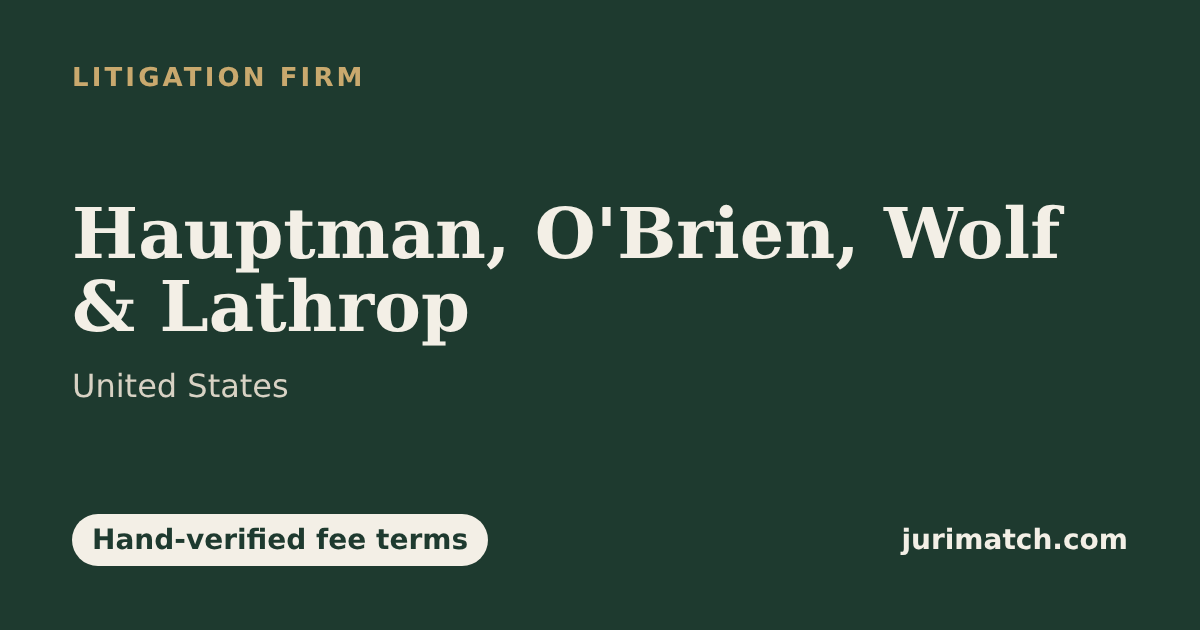 LITIGATION FIRM
Hauptman, O'Brien, Wolf
& Lathrop
United States
Hand-verified fee terms
jurimatch.com